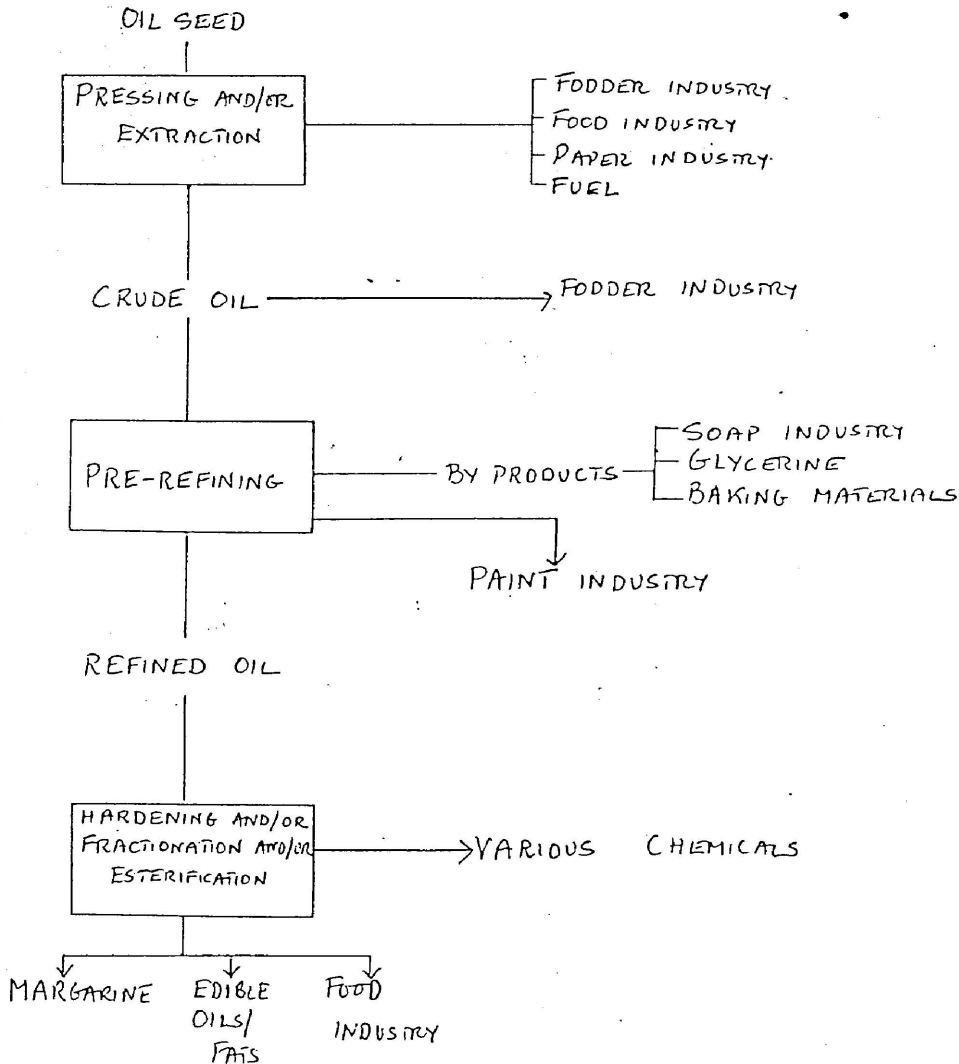 OIL SEED
PRESSING AND/OR
EXTRACTION
FODDER INDUSTRY
FOOD INDUSTRY
PAPER INDUSTRY
FUEL
CRUDE OIL
FODDER INDUSTRY
PRE-REFINING
BY PRODUCTS
SOAP INDUSTRY
GLYCERINE
BAKING MATERIALS
PAINT INDUSTRY
REFINED OIL
HARDENING AND/OR
FRACTIONATION AND/OR
ESTERIFICATION
VARIOUS CHEMICALS
MARGARINE
EDIBLE
OILS/
FATS
FOOD
INDUSTRY